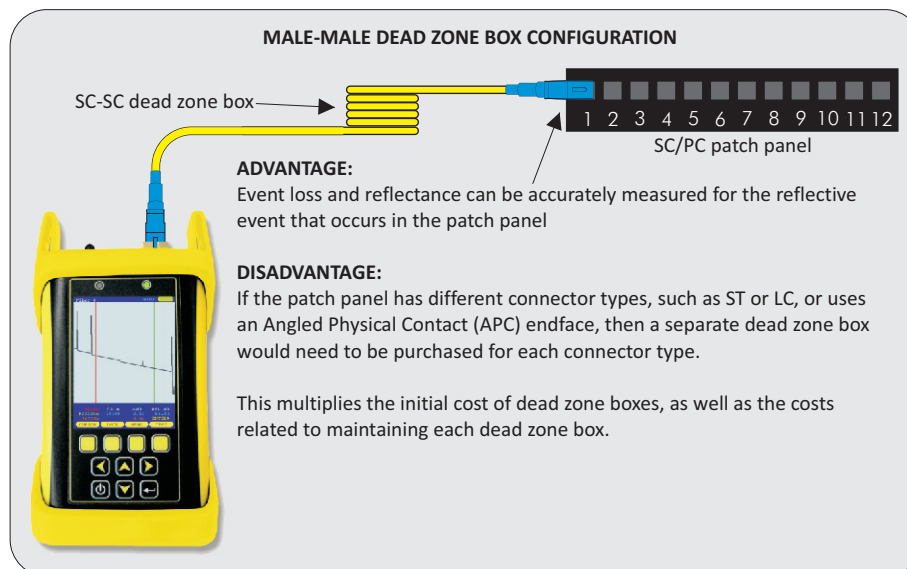 MALE-MALE DEAD ZONE BOX CONFIGURATION
SC-SC dead zone box
1 2 3 4 5 6 7 8 9 10 11 12
SC/PC patch panel
ADVANTAGE:
Event loss and reflectance can be accurately measured for the reflective
event that occurs in the patch panel
DISADVANTAGE:
If the patch panel has different connector types, such as ST or LC, or uses
an Angled Physical Contact (APC) endface, then a separate dead zone box
would need to be purchased for each connector type.
This multiplies the initial cost of dead zone boxes, as well as the costs
related to maintaining each dead zone box.